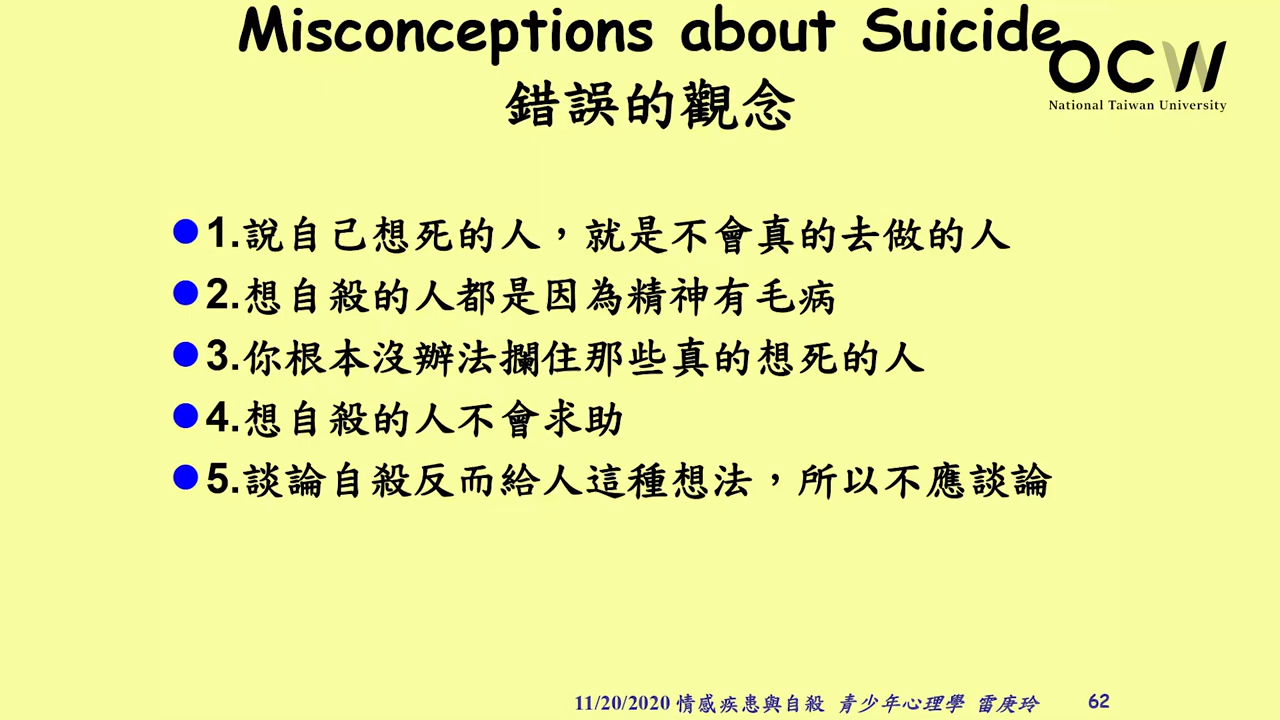 Misconceptions about Suicide
錯誤的觀念
OCW
National Taiwan University
1.說自己想死的人，就是不會真的去做的人
2.想自殺的人都是因為精神有毛病
3.你根本沒辦法攔住那些真的想死的人
4.想自殺的人不會求助
5.談論自殺反而給人這種想法，所以不應談論
11/20/2020 情感疾患與自殺 青少年心理學 雷庚玲 62